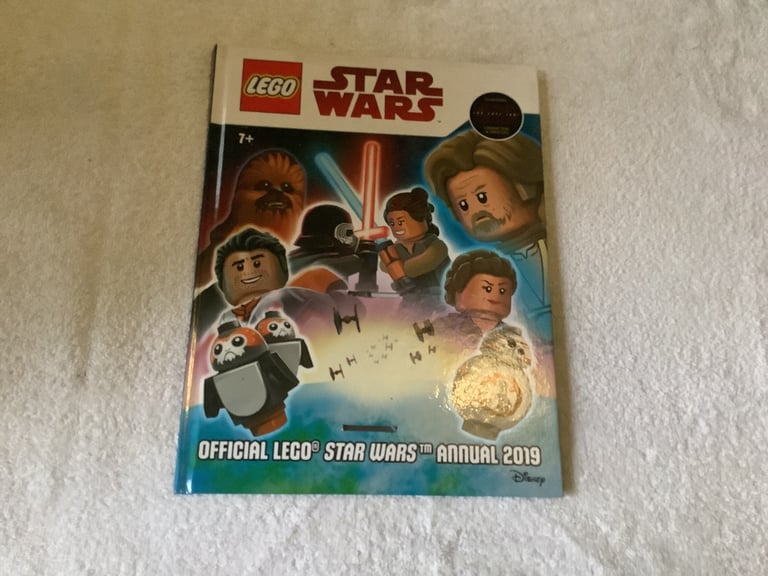 LEGO
STAR
WARS
7+
OFFICIAL LEGO® STAR WARS™ ANNUAL 2019
Disney